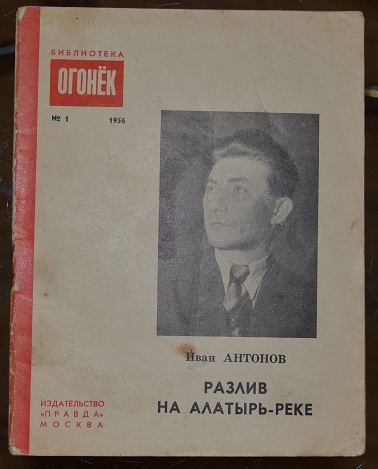 БИБЛИОТЕКА
ОГОНЁК
№ 1 1956
Иван АНТОНОВ
РАЗЛИВ
НА АЛАТЫРЬ-РЕКЕ
ИЗДАТЕЛЬСТВО
«ПРАВДА»
МОСКВА